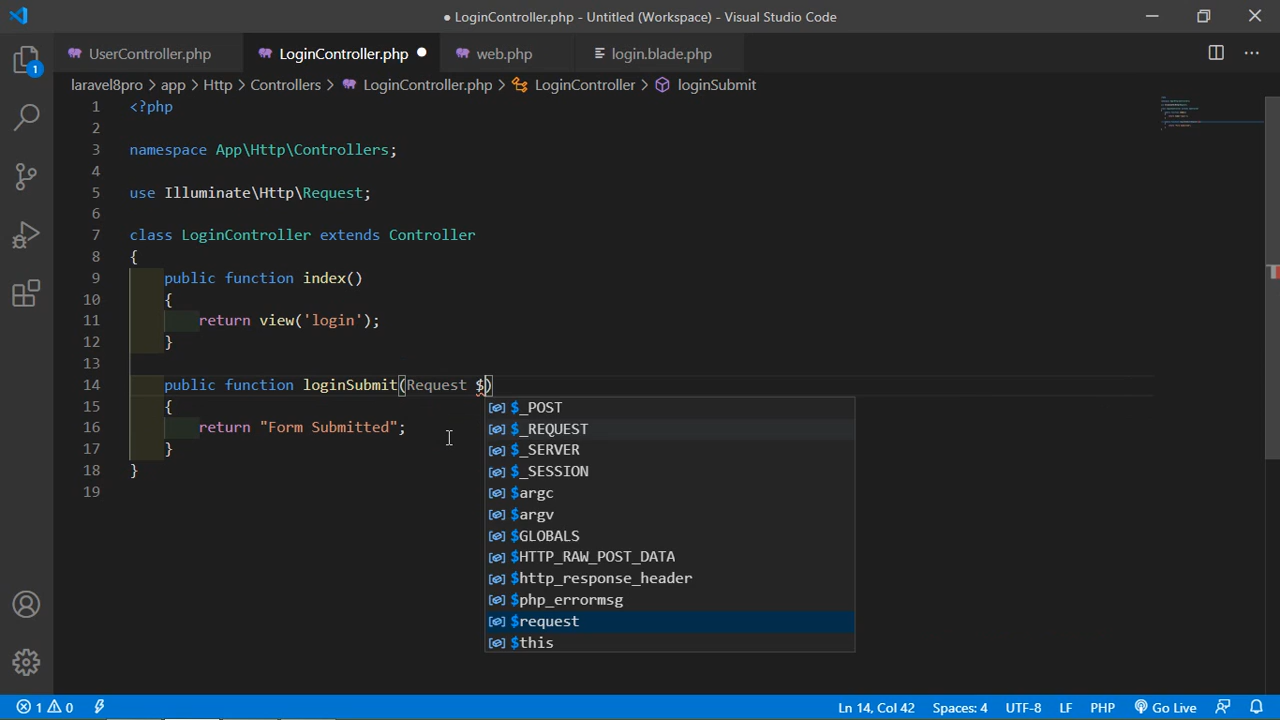 ● LoginController.php - Untitled (Workspace) - Visual Studio Code
UserController.php
LoginController.php ●
web.php
login.blade.php
laravel8pro > app > Http > Controllers > LoginController.php > LoginController > loginSubmit
1 <?php
2
3 namespace App\Http\Controllers;
4
5 use Illuminate\Http\Request;
6
7 class LoginController extends Controller
8 {
9 public function index()
10 {
11 return view('login');
12 }
13
14 public function loginSubmit(Request $)
15 {
16 return "Form Submitted";
17 }
18 }
19
$_POST
$_REQUEST
$_SERVER
$_SESSION
$argc
$argv
$GLOBALS
$HTTP_RAW_POST_DATA
$http_response_header
$php_errormsg
$request
$this
1
1 0 Ln 14, Col 42 Spaces: 4 UTF-8 LF PHP Go Live